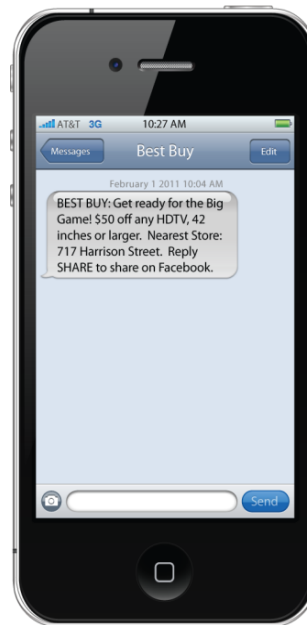 AT&T 3G 10:27 AM
Messages Best Buy Edit
February 1 2011 10:04 AM
BEST BUY: Get ready for the Big
Game! $50 off any HDTV, 42
inches or larger. Nearest Store:
717 Harrison Street. Reply
SHARE to share on Facebook.
Send